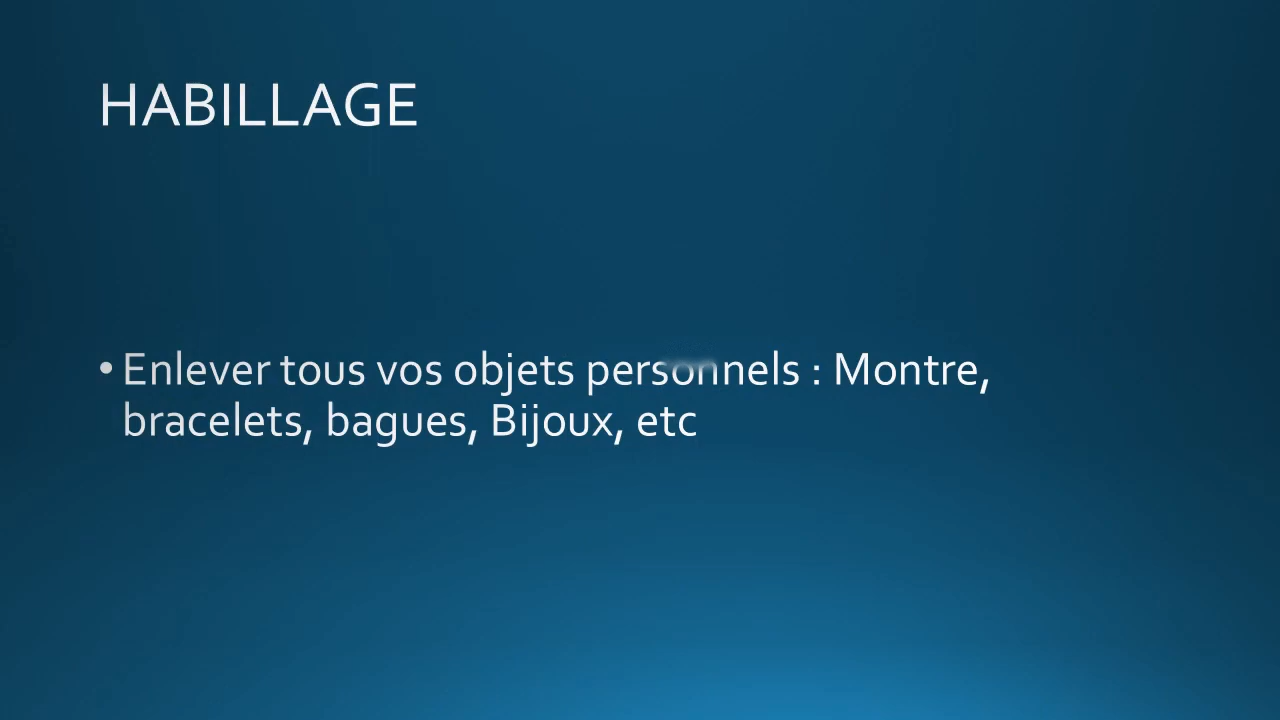 HABILLAGE
• Enlever tous vos objets personnels : Montre,
bracelets, bagues, Bijoux, etc